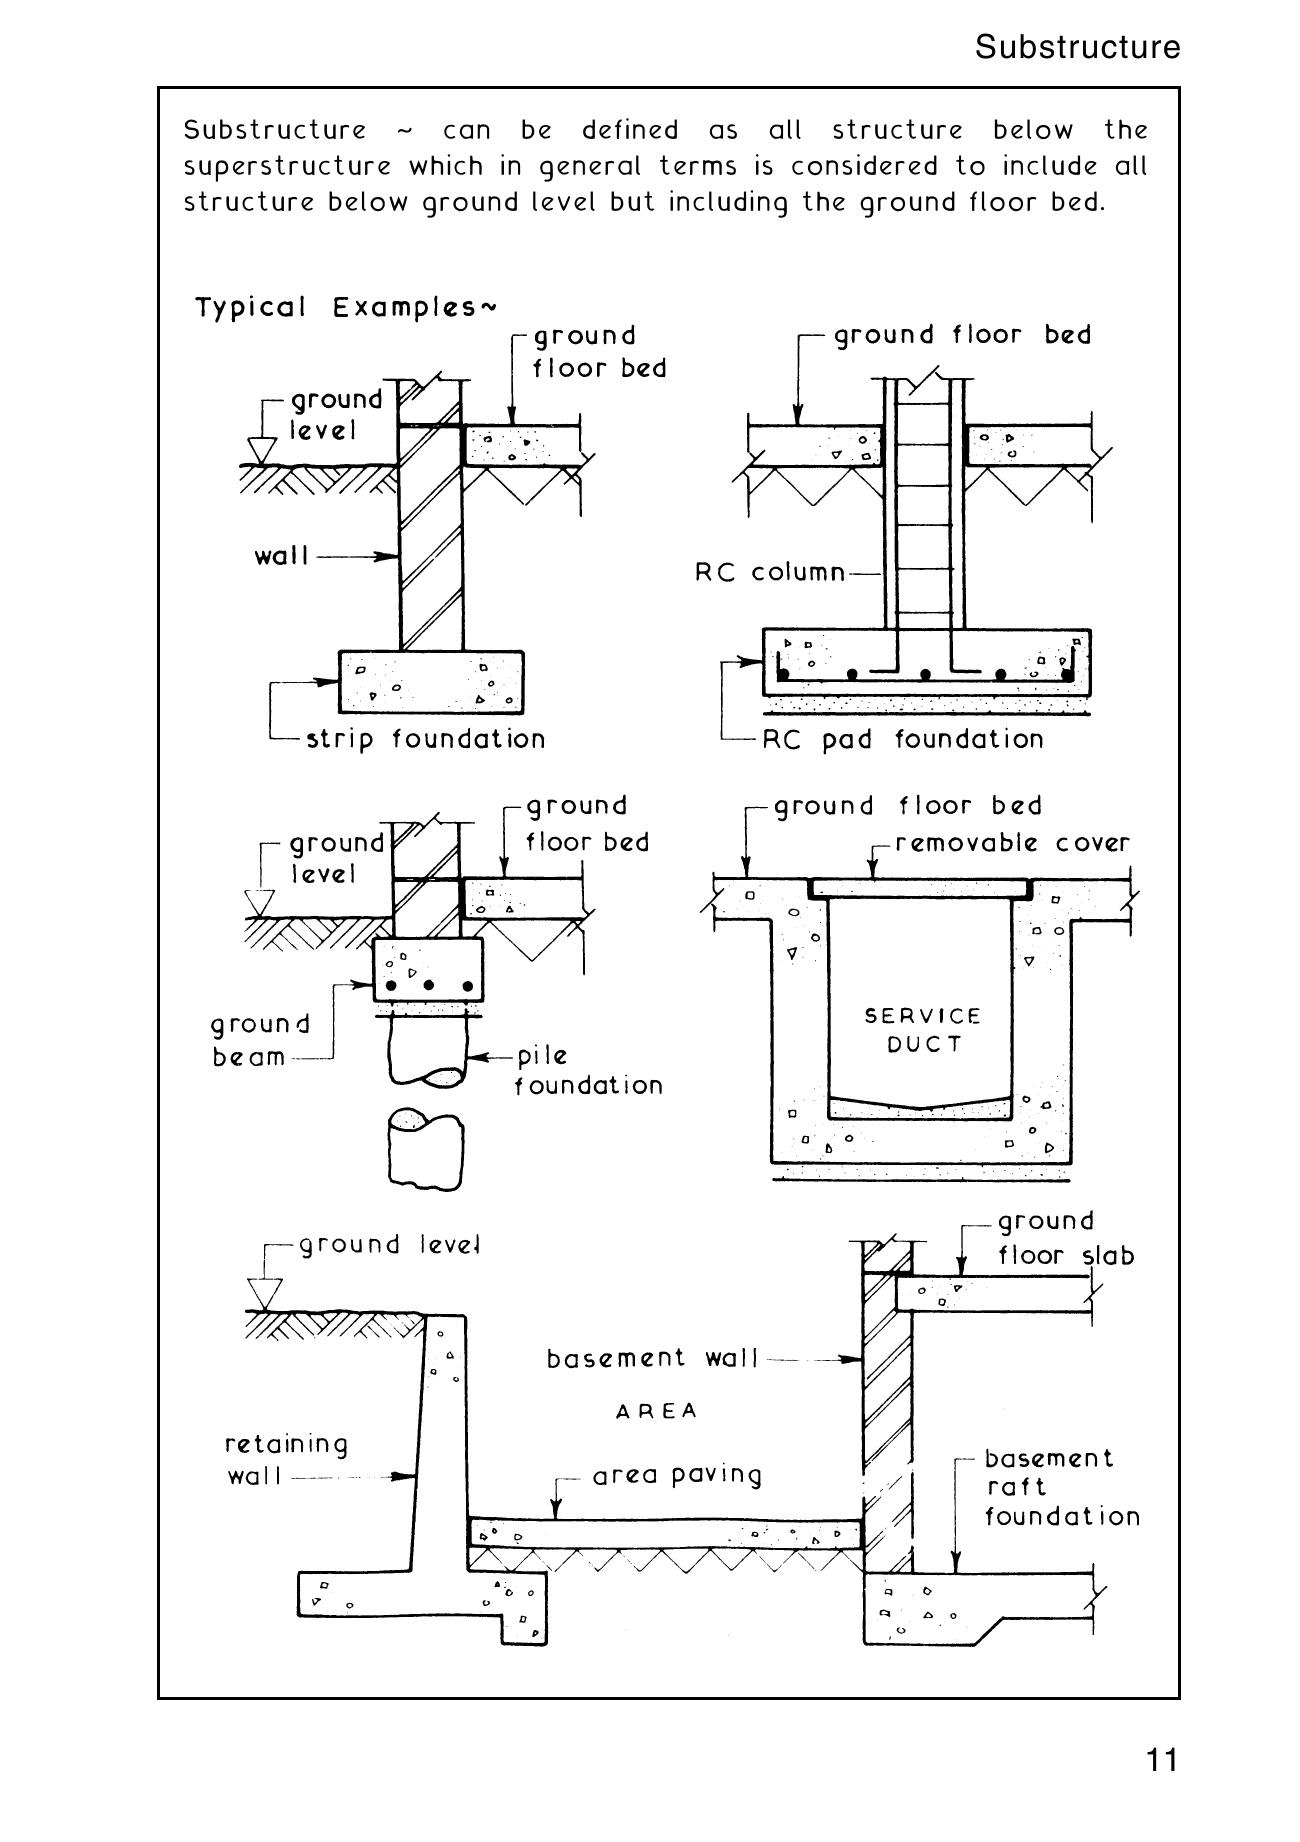 Substructure
Substructure ~ can be defined as all structure below the
superstructure which in general terms is considered to include all
structure below ground level but including the ground floor bed.
Typical Examples~
ground
floor bed
ground
level
wall
strip foundation
ground floor bed
RC column
RC pad foundation
ground
floor bed
ground
level
ground
beam
pile
foundation
ground floor bed
removable cover
SERVICE
DUCT
ground level
retaining
wall
basement wall
AREA
area paving
ground
floor slab
basement
raft
foundation
11